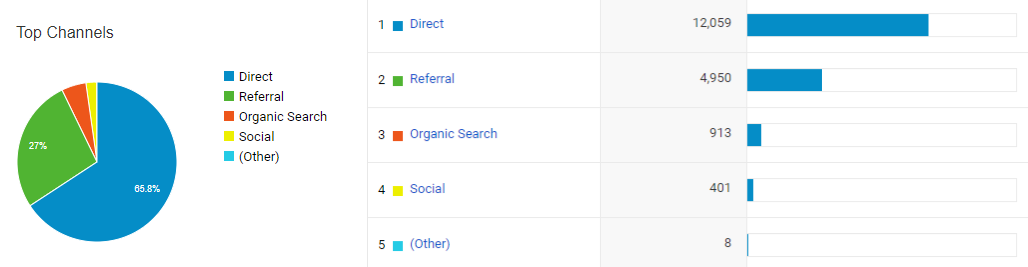 Top Channels
27%
65.8%
Direct
Referral
Organic Search
Social
(Other)
1 Direct 12,059
2 Referral 4,950
3 Organic Search 913
4 Social 401
5 (Other) 8